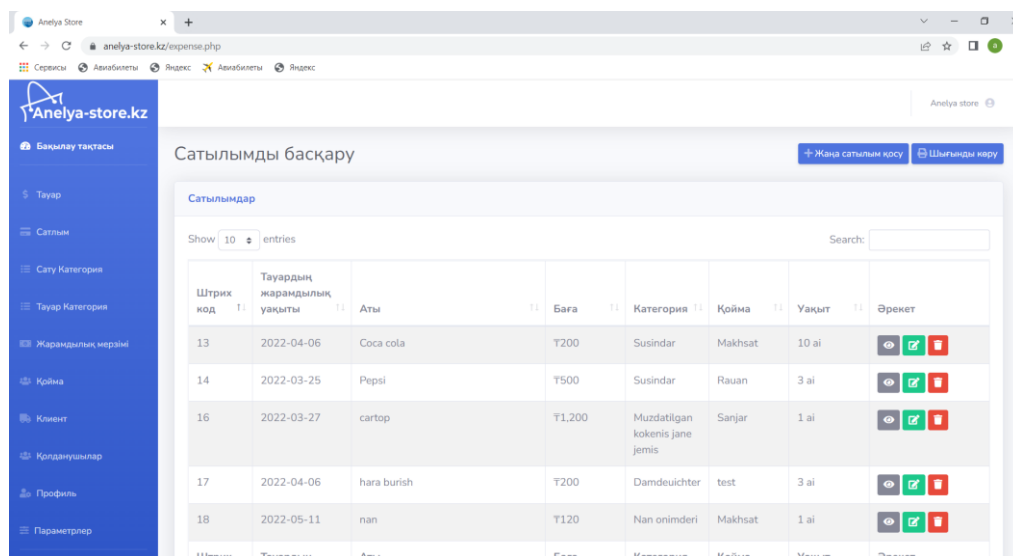 Anelya Store
anelya-store.kz/expense.php
Сервисы Авиабилеты Яндекс Авиабилеты Яндекс
Anelya-store.kz
Anelya store
Бақылау тақтасы
Сатылымды басқару
+ Жаңа сатылым қосу
Шығынды көру
Тауар
Сатлым
Сату Категория
Тауар Категория
Жарамдылық мерзімі
Қойма
Клиент
Қолданушылар
Профиль
Параметрлер
Сатылымдар
Show 10 entries
Search:
Штрих код Тауардың жарамдылық уақыты Аты Баға Категория Қойма Уақыт Әрекет
13 2022-04-06 Coca cola ₸200 Susindar Makhsat 10 ai
14 2022-03-25 Pepsi ₸500 Susindar Rauan 3 ai
16 2022-03-27 cartop ₸1,200 Muzdatilgan kokenis jane jemis Sanjar 1 ai
17 2022-04-06 hara burish ₸200 Damdeuichter test 3 ai
18 2022-05-11 nan ₸120 Nan onimderi Makhsat 1 ai